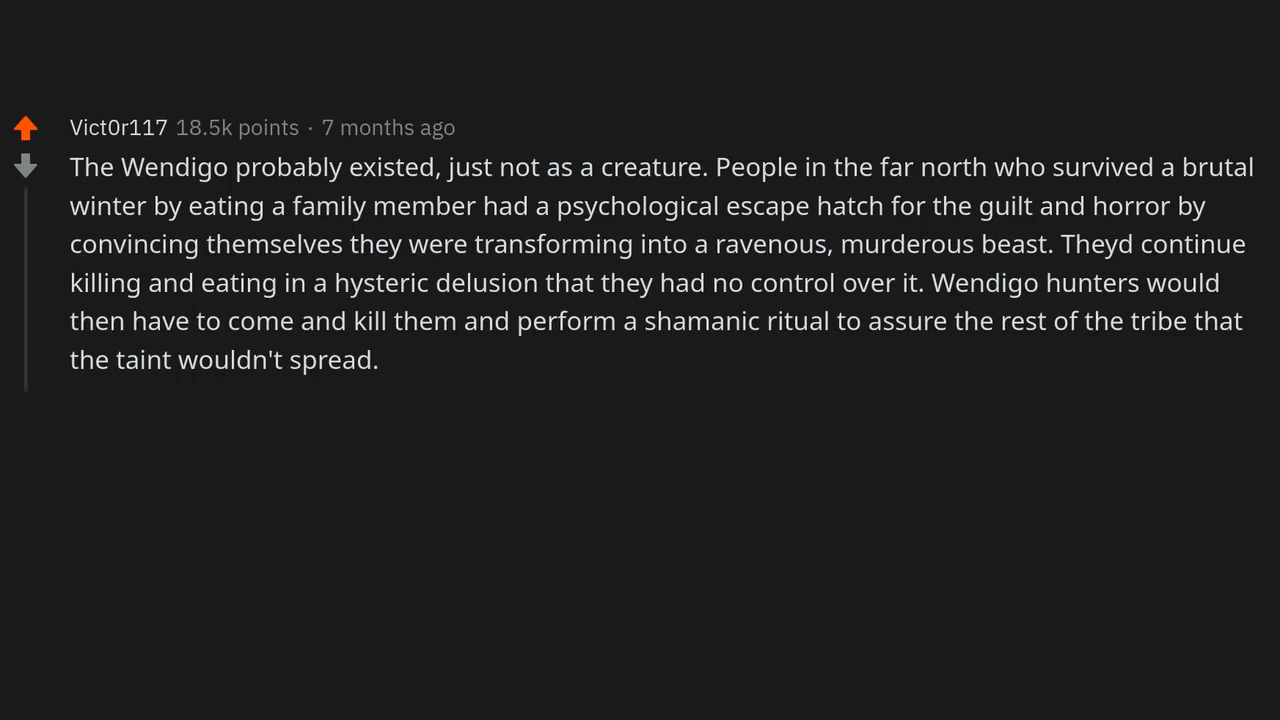 Vict0r117 18.5k points · 7 months ago
The Wendigo probably existed, just not as a creature. People in the far north who survived a brutal
winter by eating a family member had a psychological escape hatch for the guilt and horror by
convincing themselves they were transforming into a ravenous, murderous beast. Theyd continue
killing and eating in a hysteric delusion that they had no control over it. Wendigo hunters would
then have to come and kill them and perform a shamanic ritual to assure the rest of the tribe that
the taint wouldn't spread.